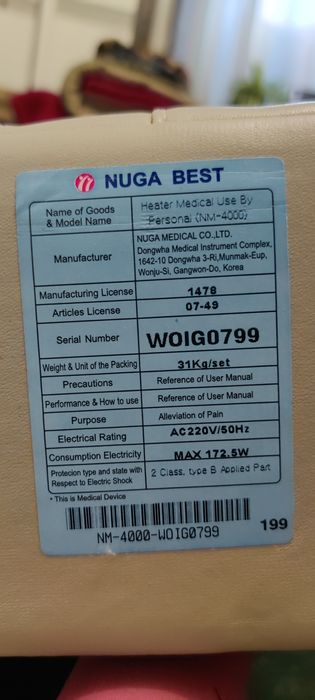 NUGA BEST
Name of Goods & Model Name
Heater Medical Use By Personal (NM-4000)
Manufacturer
NUGA MEDICAL CO.,LTD.
Dongwha Medical Instrument Complex,
1642-10 Dongwha 3-Ri,Munmak-Eup,
Wonju-Si, Gangwon-Do, Korea
Manufacturing License 1478
Articles License 07-49
Serial Number WOIG0799
Weight & Unit of the Packing 31Kg/set
Precautions Reference of User Manual
Performance & How to use Reference of User Manual
Purpose Alleviation of Pain
Electrical Rating AC220V/50Hz
Consumption Electricity MAX 172.5W
Protecion type and state with
Respect to Electric Shock
2 Class, type B Applied Part
• This is Medical Device
NM-4000-WOIG0799
199